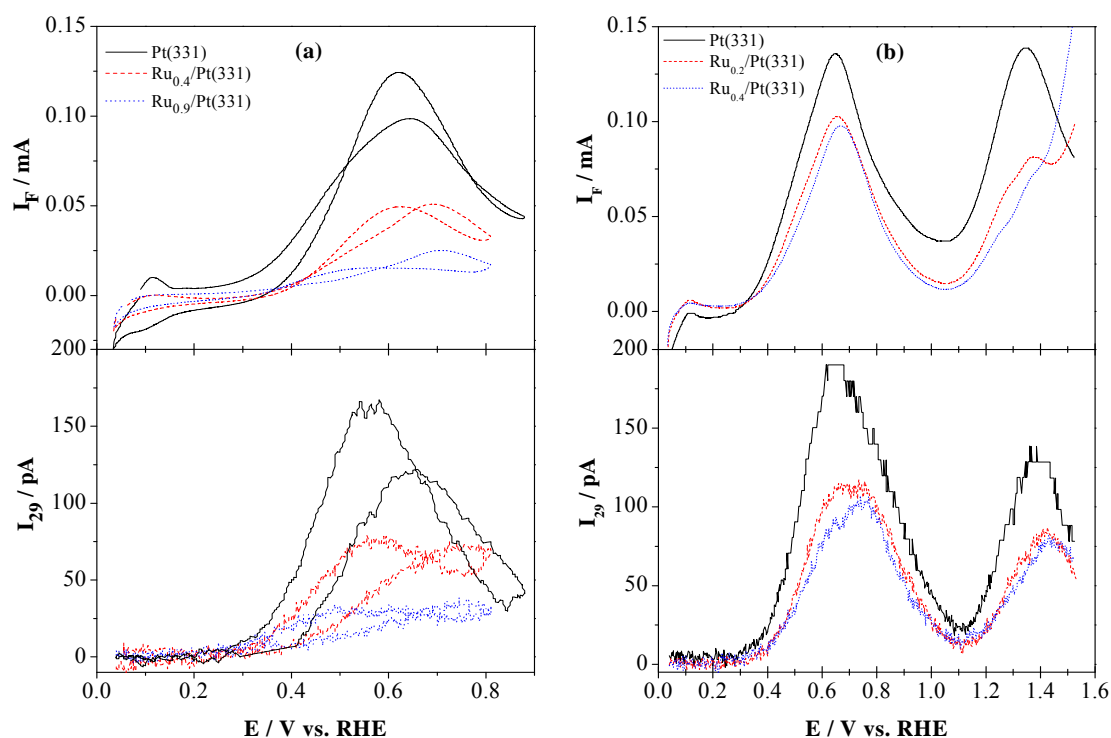 (a)
Pt(331)
Ru0.4/Pt(331)
Ru0.9/Pt(331)
0.15
0.10
0.05
0.00
IF / mA
200
150
100
50
0
I29 / pA
0.0 0.2 0.4 0.6 0.8
E / V vs. RHE
(b)
Pt(331)
Ru0.2/Pt(331)
Ru0.4/Pt(331)
0.15
0.10
0.05
0.00
IF / mA
200
150
100
50
0
I29 / pA
0.0 0.2 0.4 0.6 0.8 1.0 1.2 1.4 1.6
E / V vs. RHE